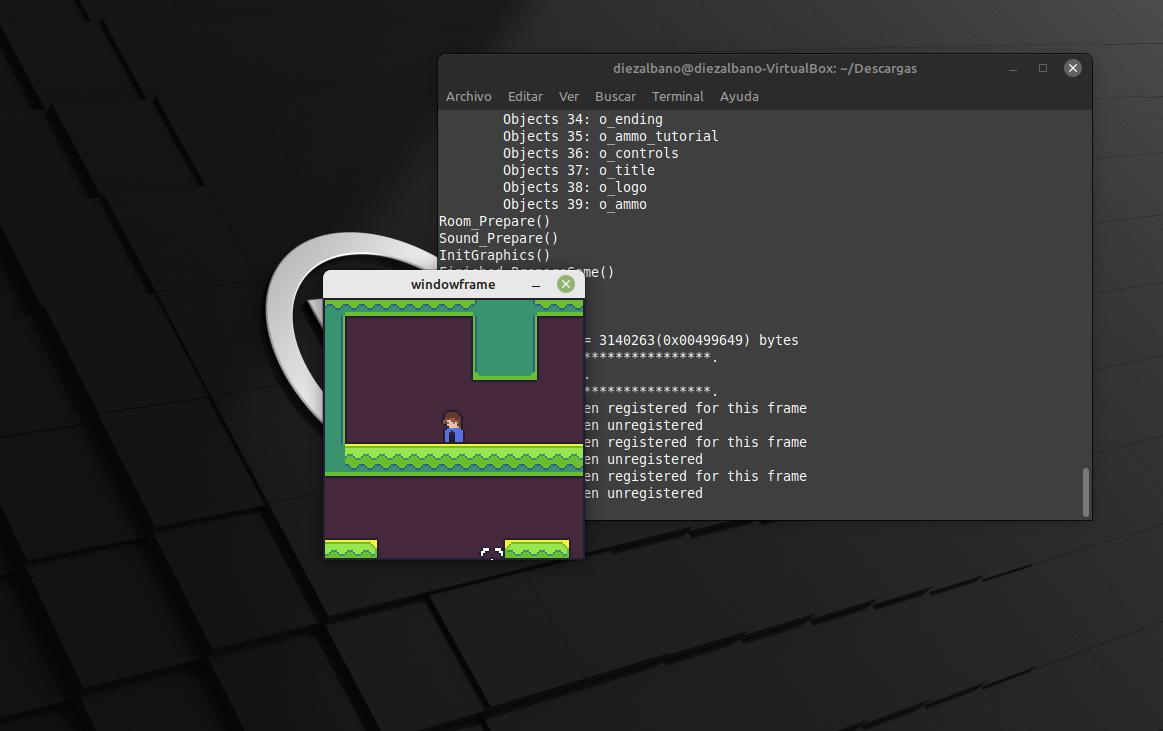 diezalbano@diezalbano-VirtualBox: ~/Descargas
Archivo Editar Ver Buscar Terminal Ayuda
Objects 34: o_ending
Objects 35: o_ammo_tutorial
Objects 36: o_controls
Objects 37: o_title
Objects 38: o_logo
Objects 39: o_ammo
Room_Prepare()
Sound_Prepare()
InitGraphics()
me()
windowframe
= 3140263(0x00499649) bytes
****************.
.
****************.
en registered for this frame
en unregistered
en registered for this frame
en unregistered
en registered for this frame
en unregistered